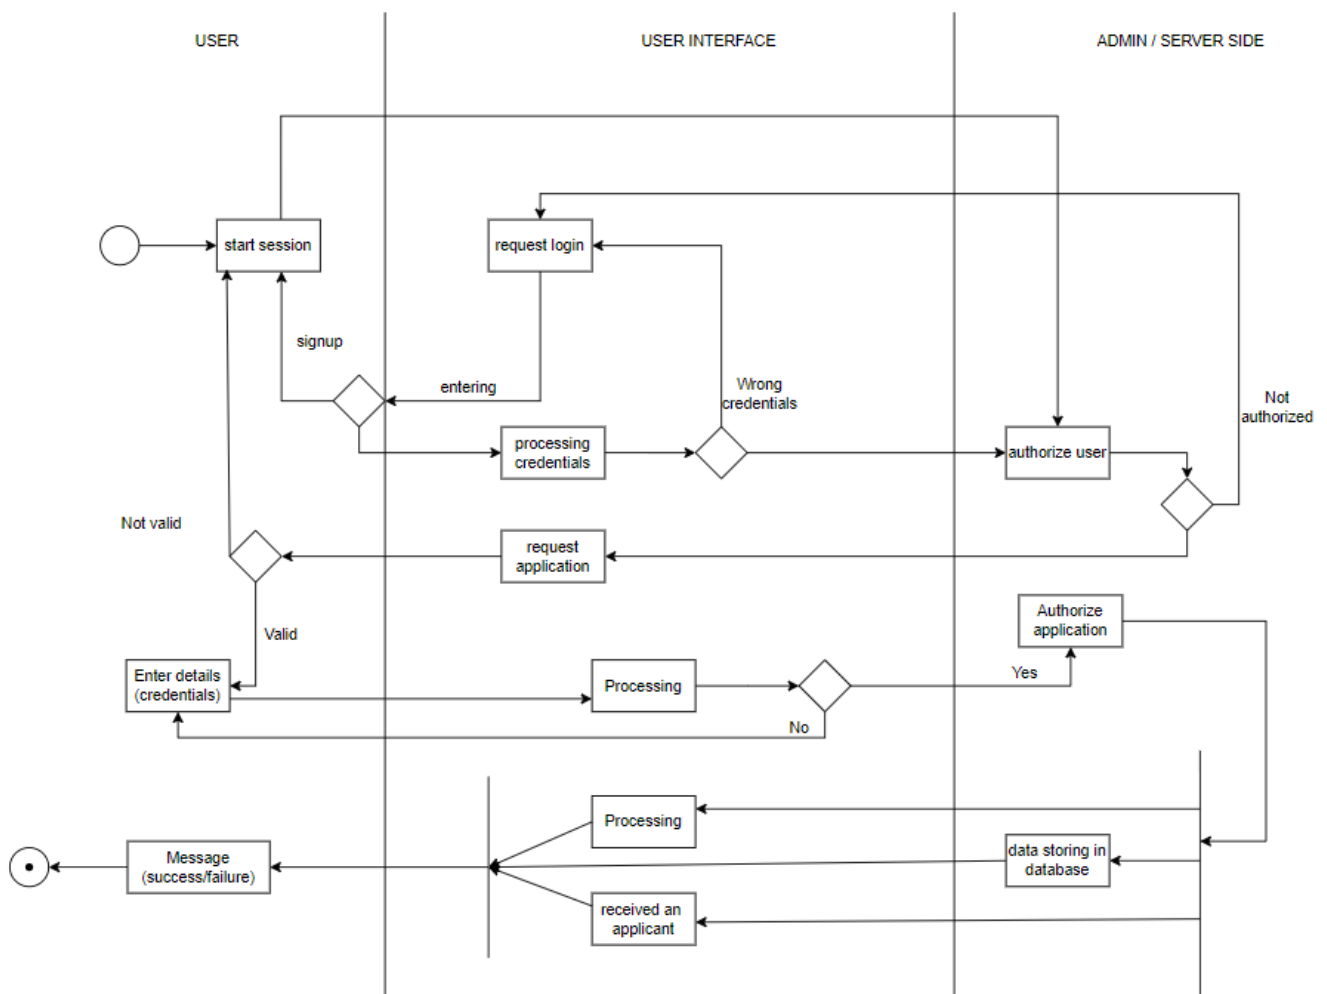 USER
USER INTERFACE
ADMIN / SERVER SIDE
start session
request login
signup
entering
Wrong
credentials
Not
authorized
processing
credentials
authorize user
Not valid
request
application
Authorize
application
Valid
Enter details
(credentials)
Processing
Yes
No
Processing
data storing in
database
Message
(success/failure)
received an
applicant